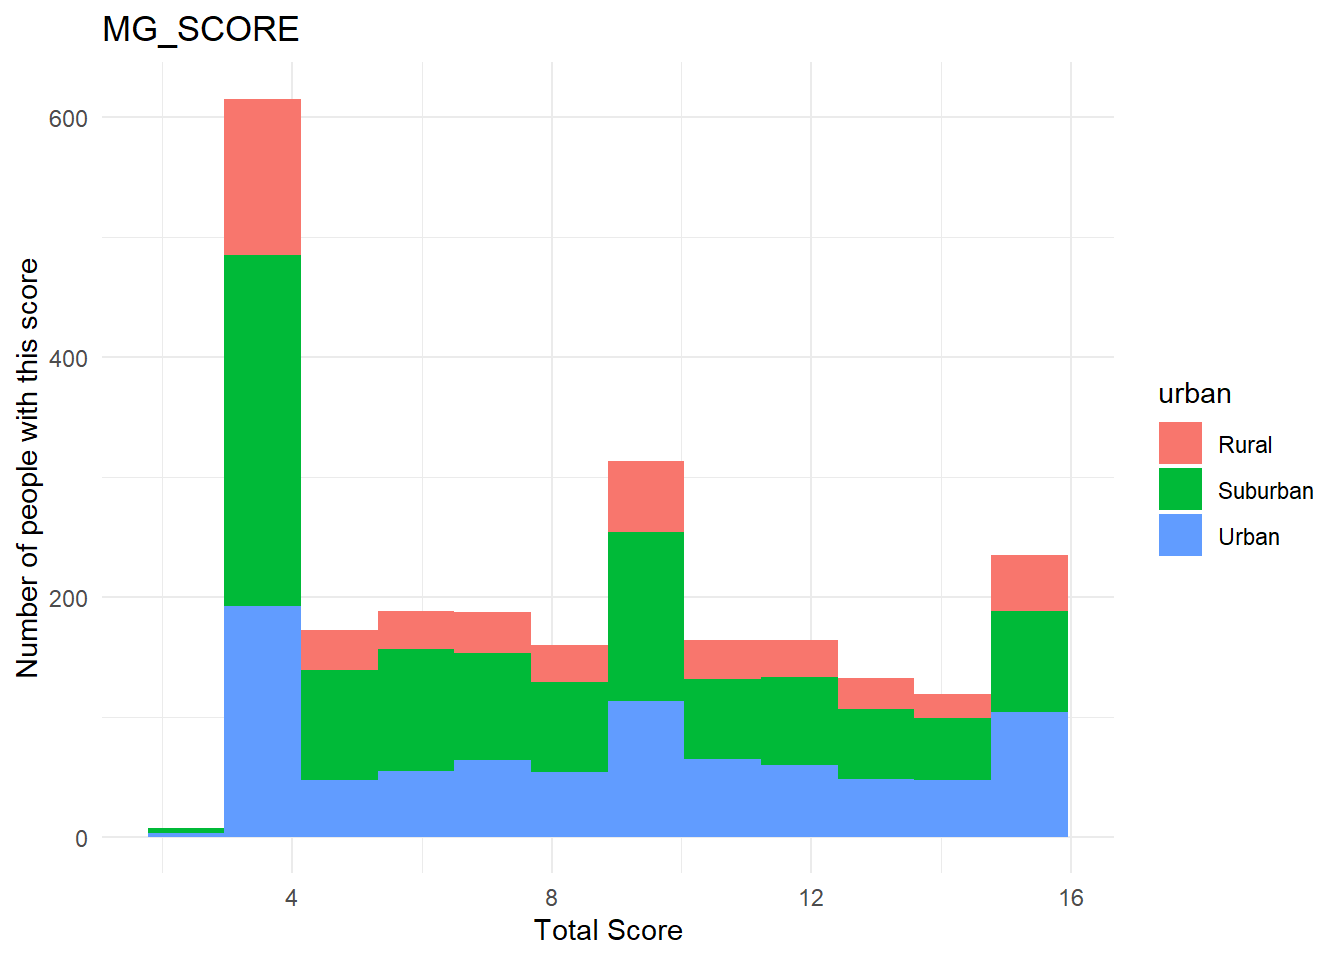 MG_SCORE
Number of people with this score
600
400
200
0
4
8
12
16
Total Score
urban
Rural
Suburban
Urban